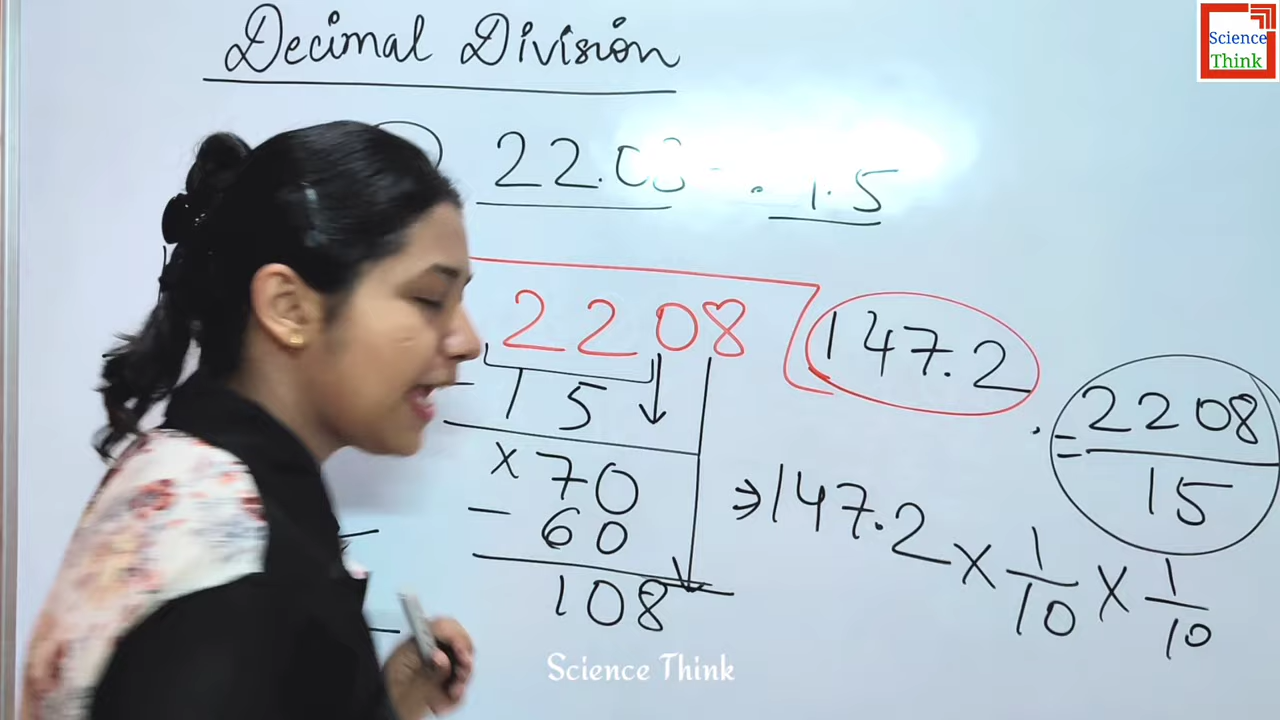 Decimal Division
22.08 ÷ 1.5
2208
147.2
- 15
× 70
- 60
108
= 2208
15
⇒ 147.2 × 1/10 × 1/10
Science
Think
Science Think